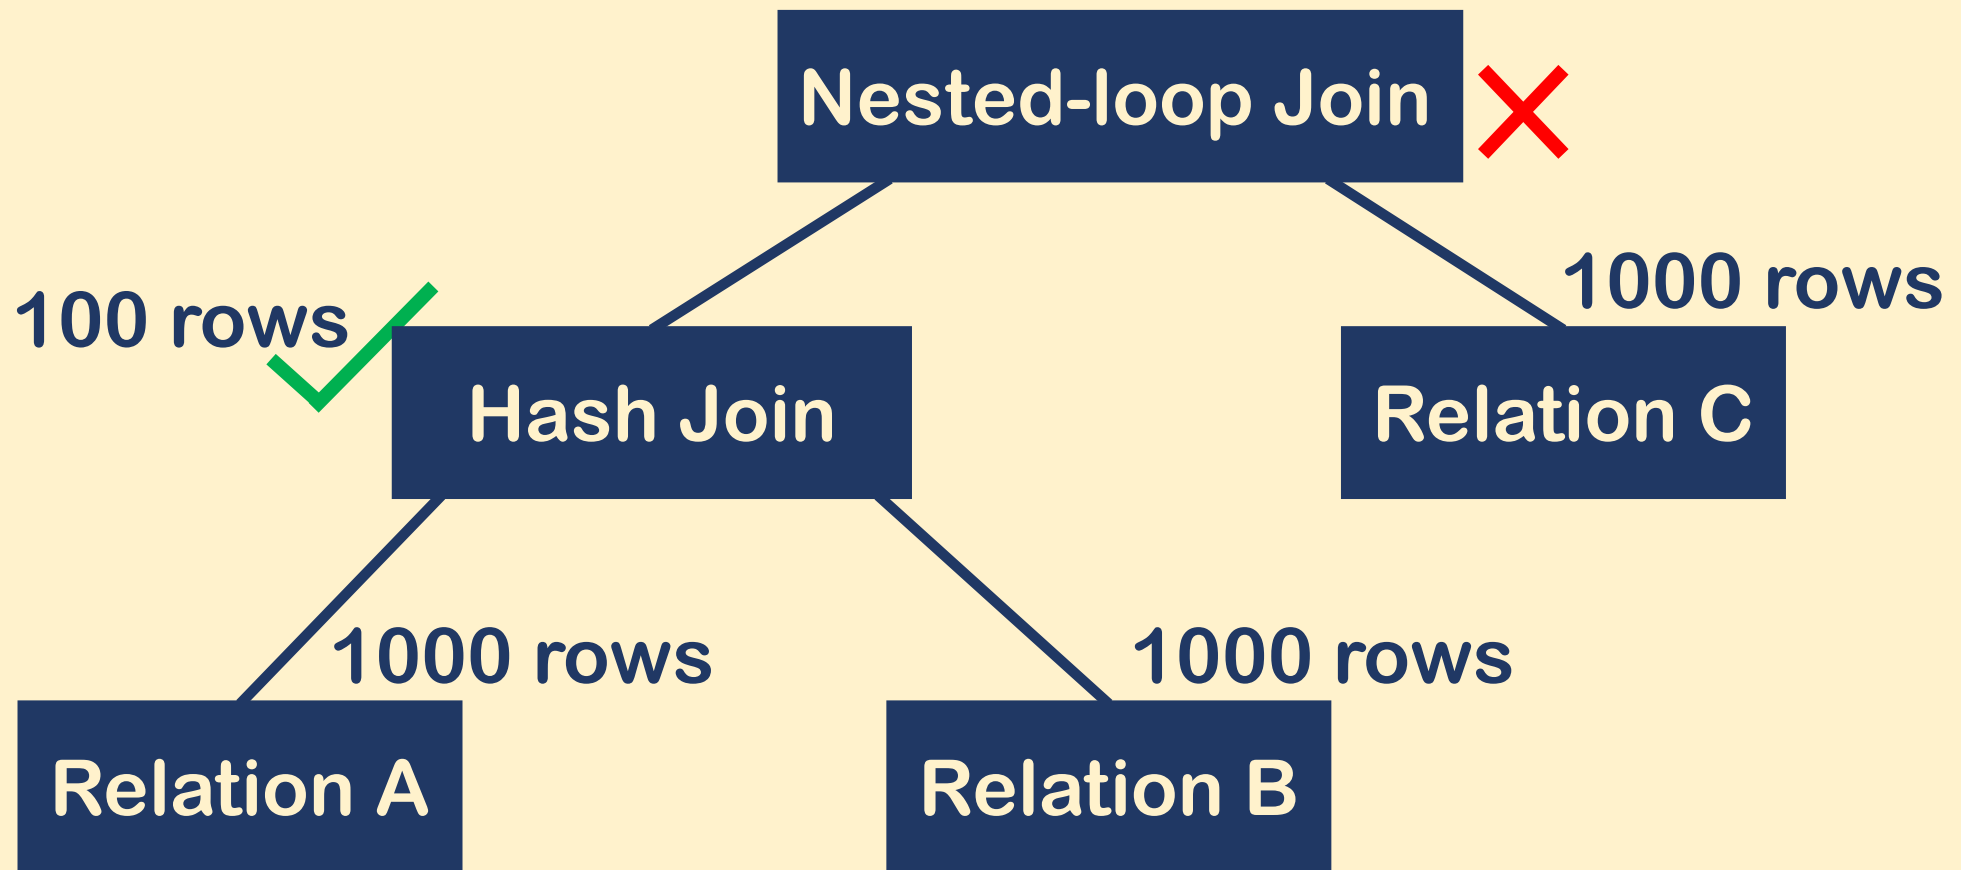 Nested-loop Join
1000 rows
100 rows
Hash Join
Relation C
1000 rows
1000 rows
Relation A
Relation B